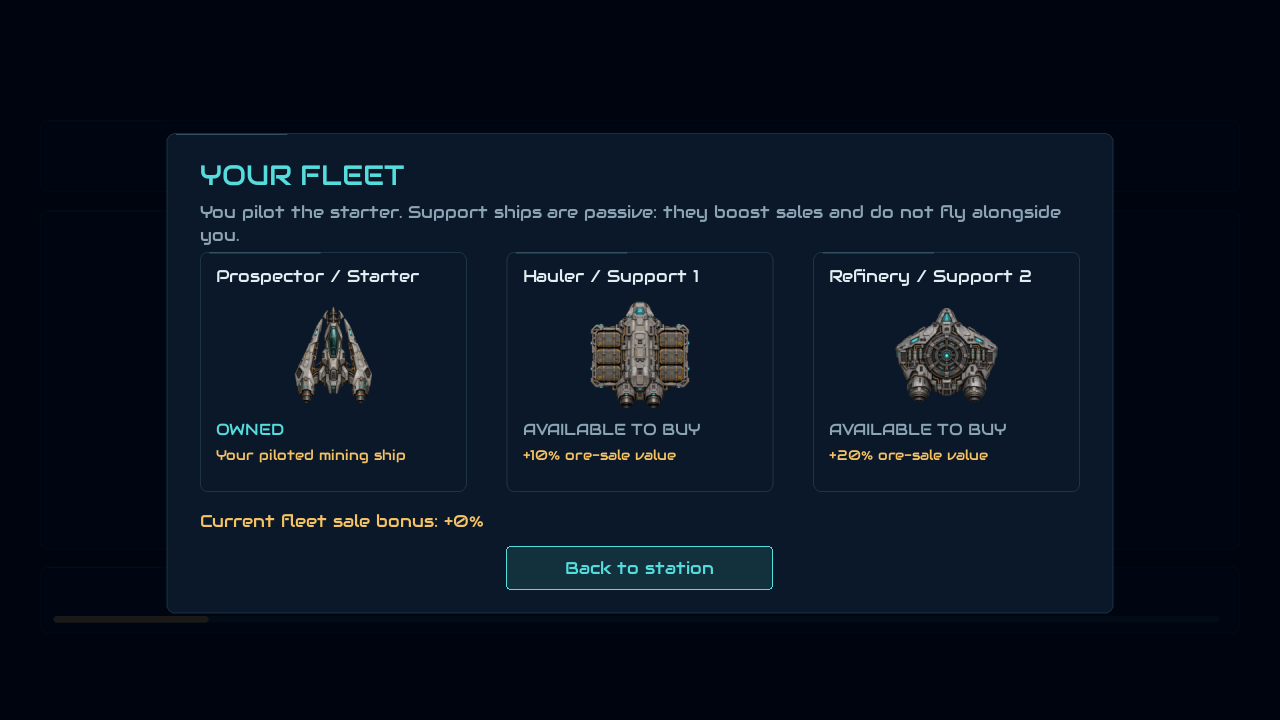 YOUR FLEET
You pilot the starter. Support ships are passive: they boost sales and do not fly alongside
you.
Prospector / Starter
OWNED
Your piloted mining ship
Hauler / Support 1
AVAILABLE TO BUY
+10% ore-sale value
Refinery / Support 2
AVAILABLE TO BUY
+20% ore-sale value
Current fleet sale bonus: +0%
Back to station